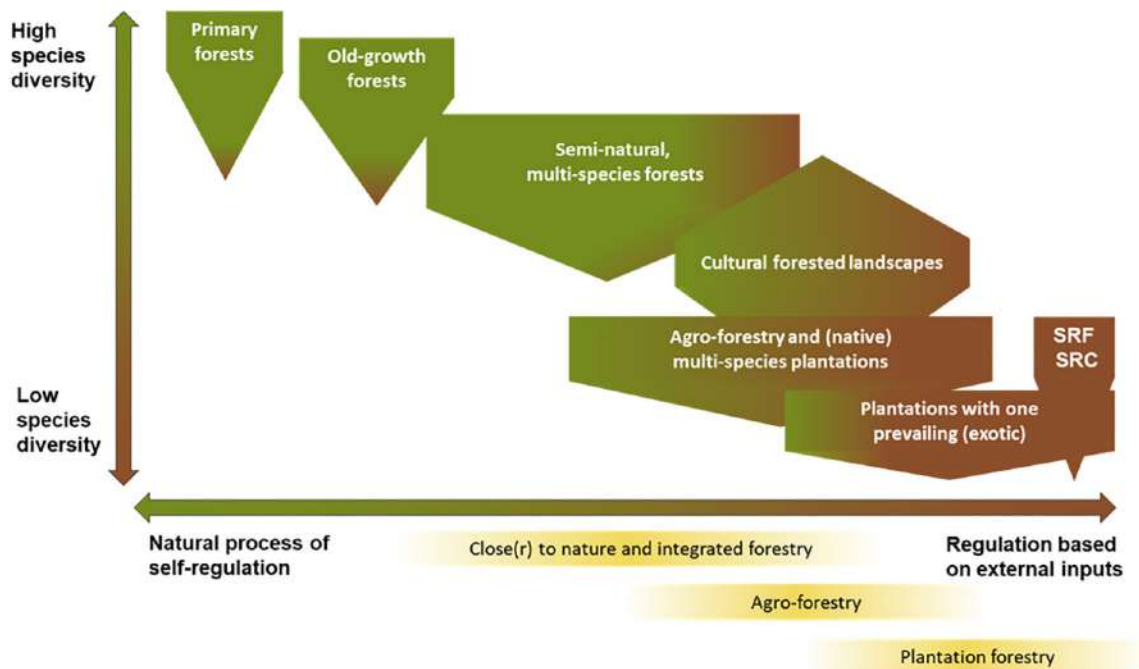 High
species
diversity
Primary
forests
Old-growth
forests
Semi-natural,
multi-species forests
Cultural forested landscapes
Agro-forestry and (native)
multi-species plantations
SRF
SRC
Low
species
diversity
Plantations with one
prevailing (exotic)
Natural process of
self-regulation
Close(r) to nature and integrated forestry
Regulation based
on external inputs
Agro-forestry
Plantation forestry